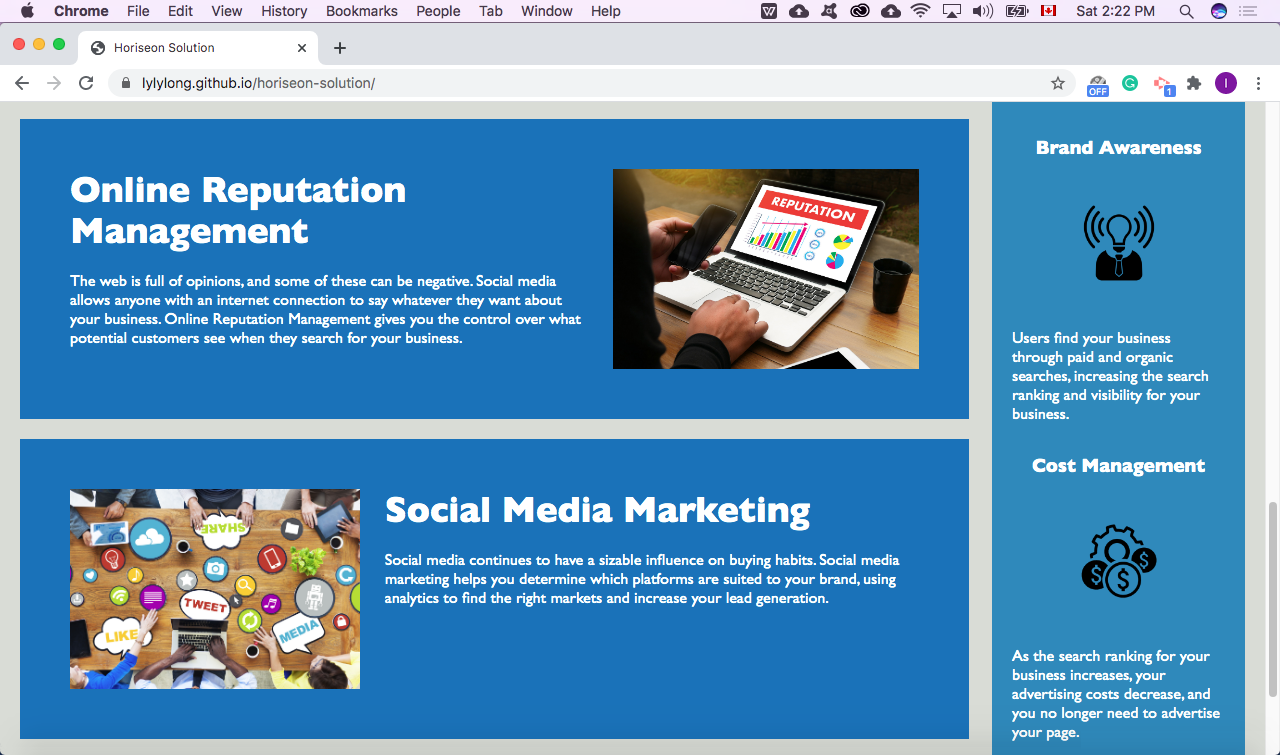 Chrome File Edit View History Bookmarks People Tab Window Help Sat 2:22 PM
Horiseon Solution
lylylong.github.io/horiseon-solution/
OFF
1
I
Online Reputation
Management
The web is full of opinions, and some of these can be negative. Social media
allows anyone with an internet connection to say whatever they want about
your business. Online Reputation Management gives you the control over what
potential customers see when they search for your business.
REPUTATION
SHARE
TWEET
LIKE
MEDIA
Social Media Marketing
Social media continues to have a sizable influence on buying habits. Social media
marketing helps you determine which platforms are suited to your brand, using
analytics to find the right markets and increase your lead generation.
Brand Awareness
Users find your business
through paid and organic
searches, increasing the search
ranking and visibility for your
business.
Cost Management
$ $ $
As the search ranking for your
business increases, your
advertising costs decrease, and
you no longer need to advertise
your page.